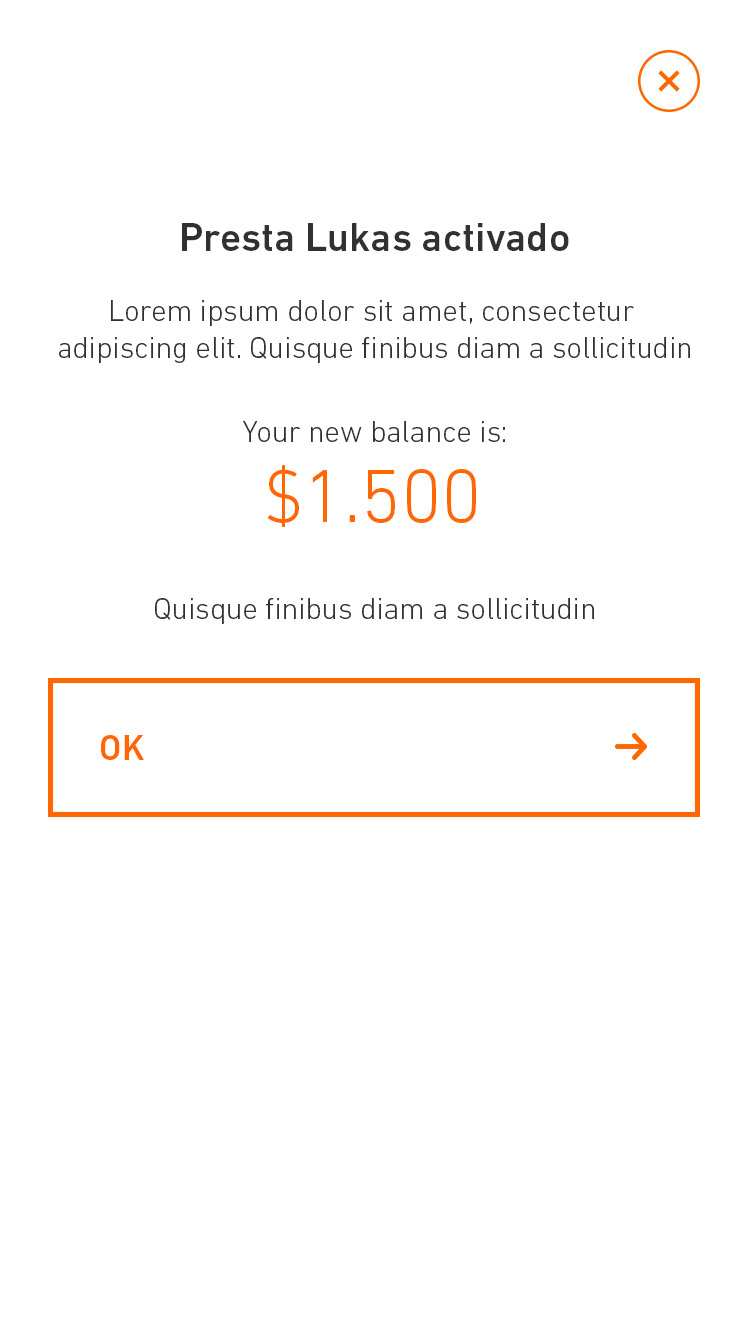 Presta Lukas activado
Lorem ipsum dolor sit amet, consectetur
adipiscing elit. Quisque finibus diam a sollicitudin
Your new balance is:
$1.500
Quisque finibus diam a sollicitudin
OK